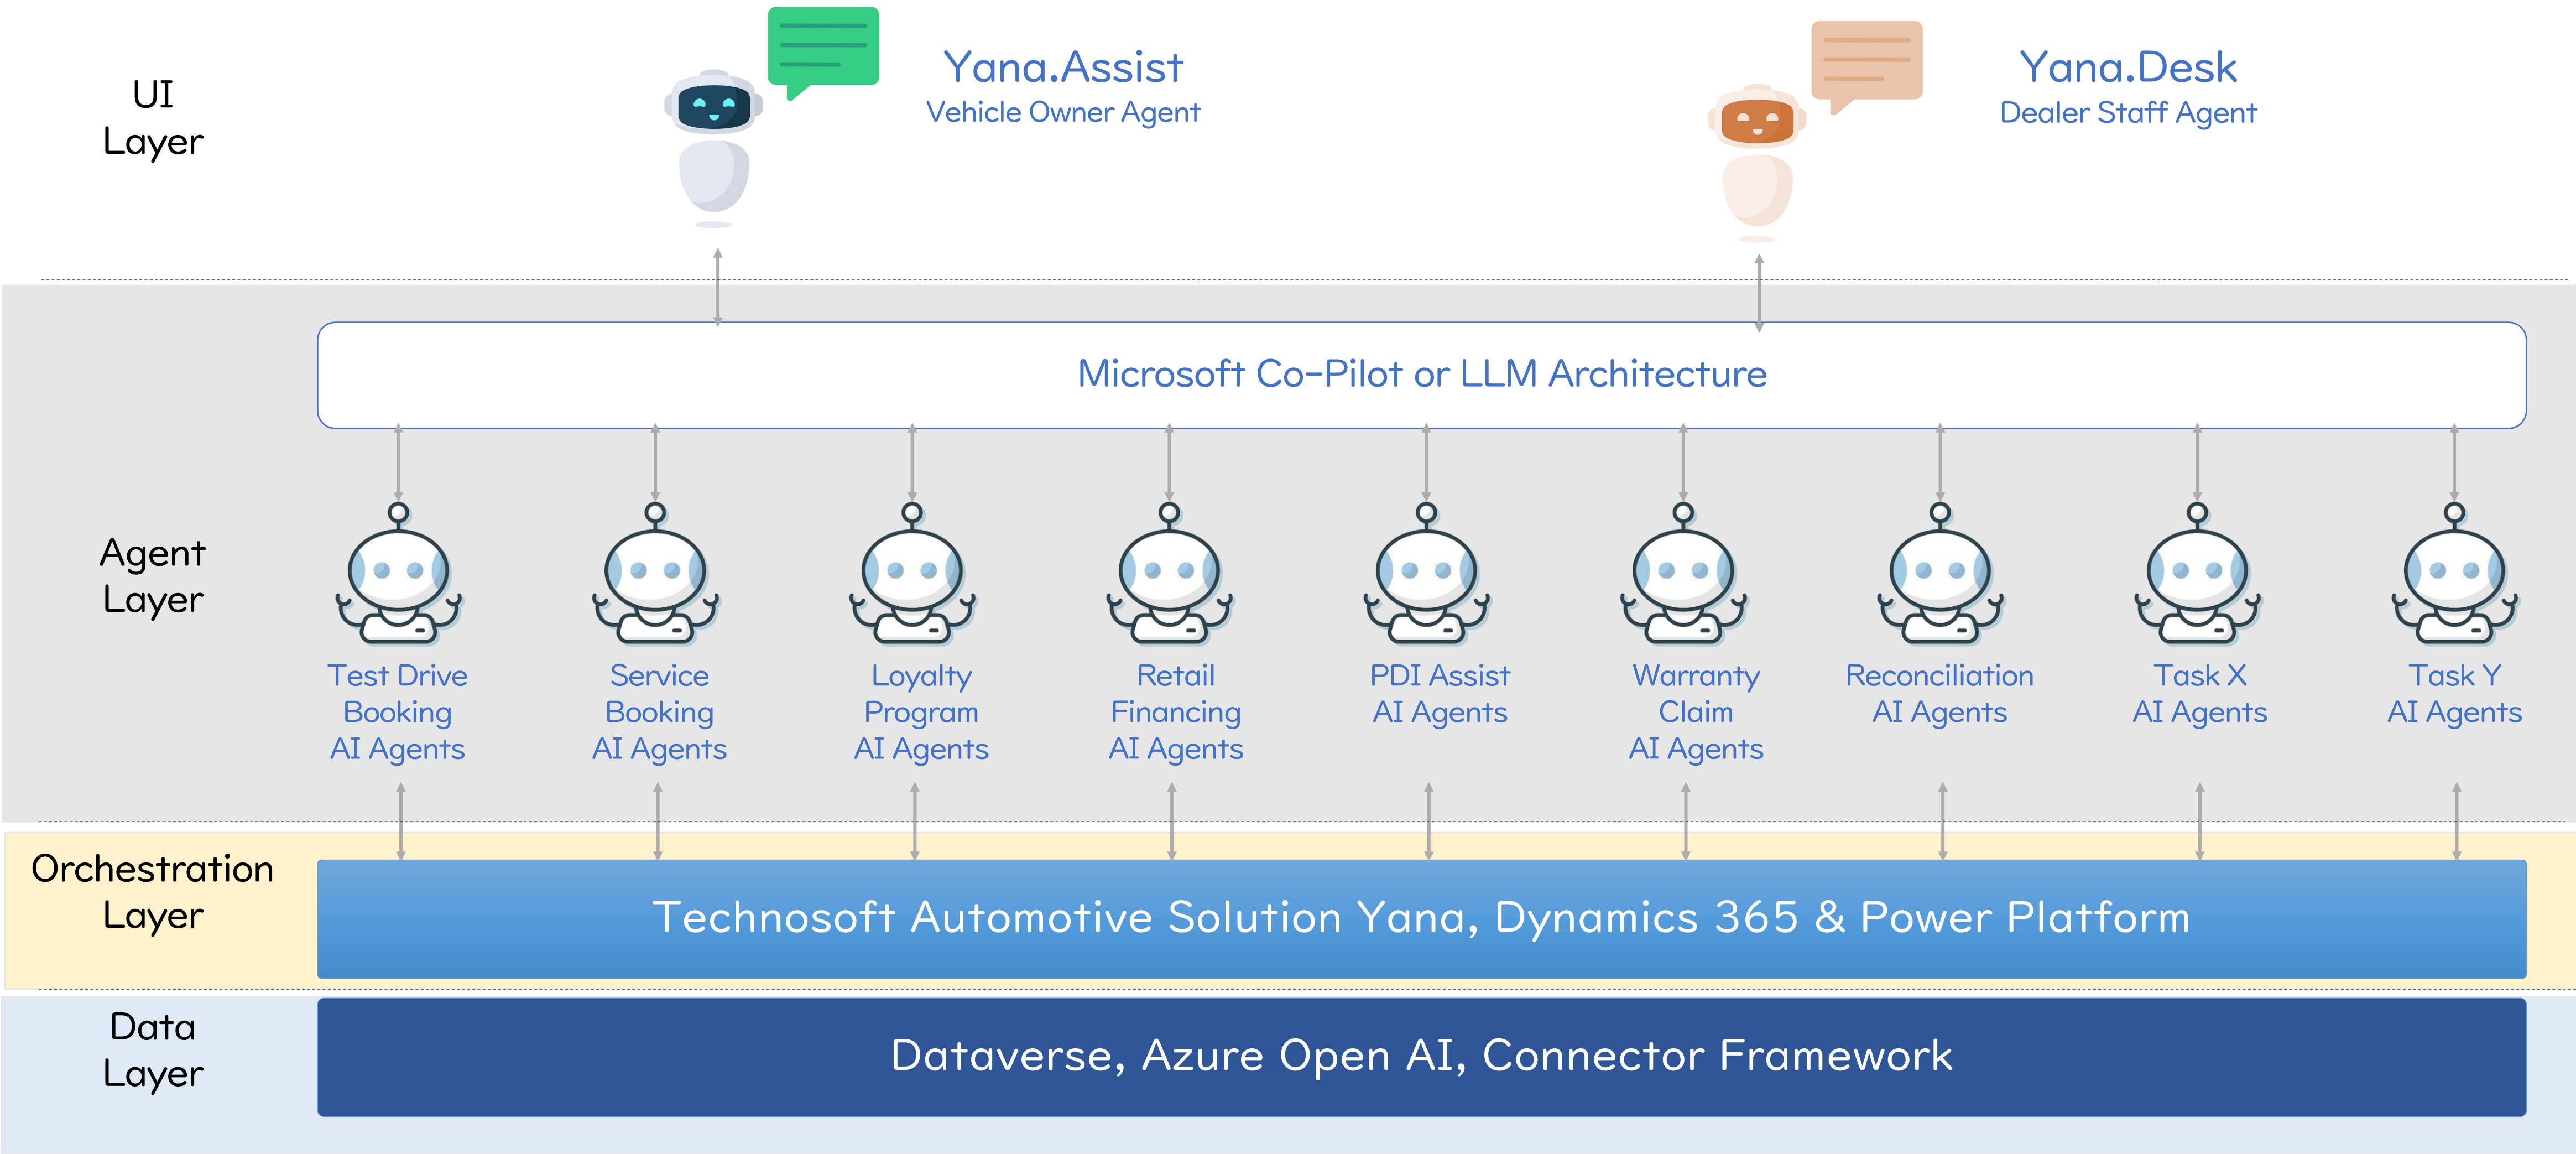 UI
Layer
Yana.Assist
Vehicle Owner Agent
Yana.Desk
Dealer Staff Agent
Microsoft Co-Pilot or LLM Architecture
Agent
Layer
Test Drive
Booking
AI Agents
Service
Booking
AI Agents
Loyalty
Program
AI Agents
Retail
Financing
AI Agents
PDI Assist
AI Agents
Warranty
Claim
AI Agents
Reconciliation
AI Agents
Task X
AI Agents
Task Y
AI Agents
Orchestration
Layer
Technosoft Automotive Solution Yana, Dynamics 365 & Power Platform
Data
Layer
Dataverse, Azure Open AI, Connector Framework